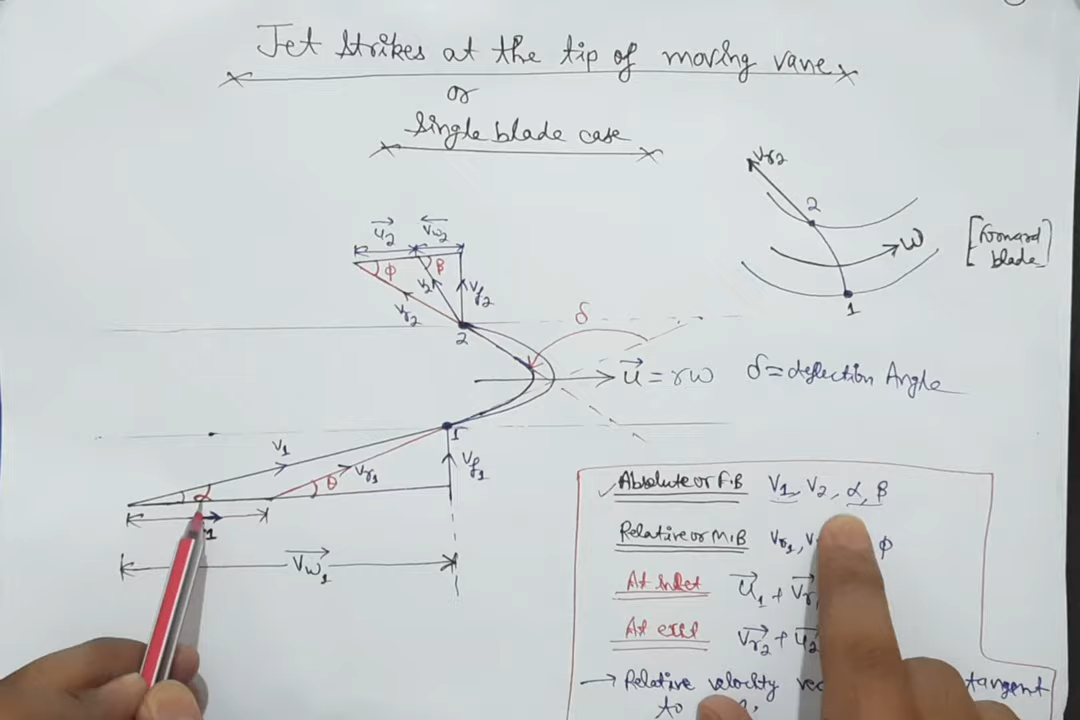 Jet strikes at the tip of moving vane
or
Single blade case
Vr2
2
ω
[Forward blade]
1
u2 Vw2
ϕ β
V2 Vf2
Vr2
2
δ
u = rω
δ = deflection Angle
1
V1
Vr1
Vf1
α θ
Vw1
Absolute or F.B V1, V2, α, β
Relative or M.B Vr1, ϕ
At inlet u1 + Vr
At exit Vr2 + u2
→ Relative velocity tangent
to